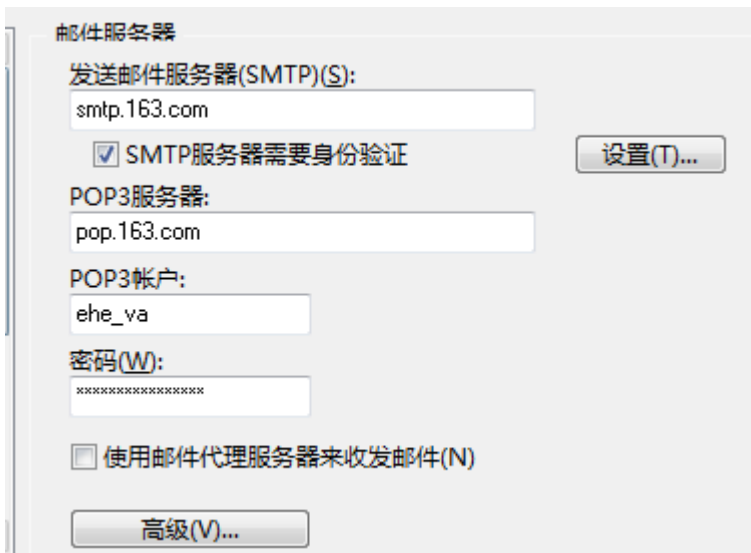 邮件服务器
发送邮件服务器(SMTP)(S):
smtp.163.com
SMTP服务器需要身份验证
设置(T)...
POP3服务器:
pop.163.com
POP3帐户:
ehe_va
密码(W):
****************
使用邮件代理服务器来收发邮件(N)
高级(V)...